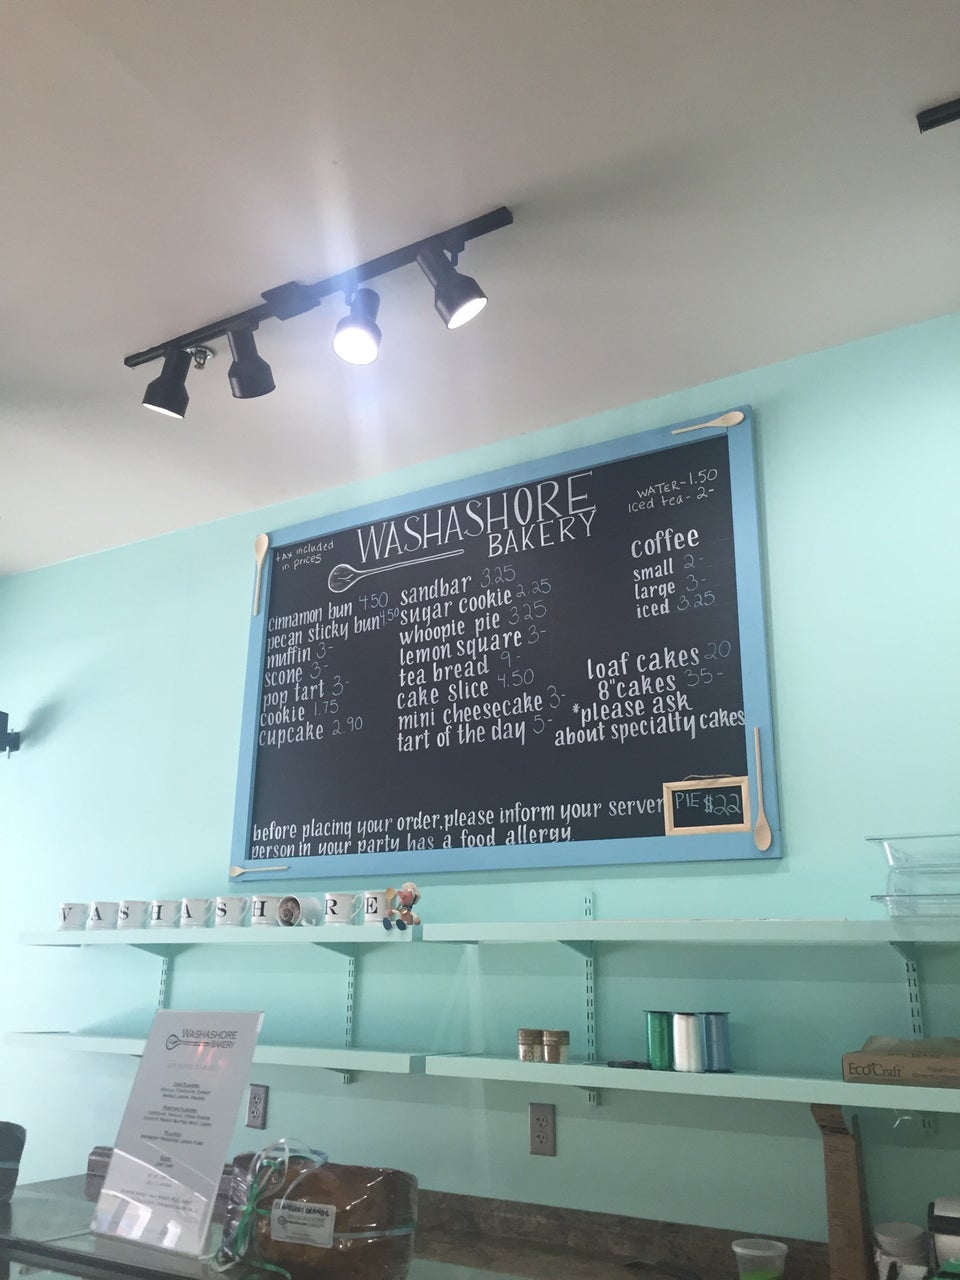 tax included
in prices
WASHASHORE
BAKERY
WATER-1.50
Iced tea- 2-
cinnamon bun 4.50
pecan sticky bun 4.50
muffin 3-
scone 3-
pop tart 3-
cookie 1.75
cupcake 2.90
sandbar 3.25
sugar cookie 2.25
whoopie pie 3.25
lemon square 3-
tea bread 9-
cake slice 4.50
mini cheesecake 3-
tart of the day 5-
coffee
small 2-
large 3-
iced 3.25
loaf cakes 20
8"cakes 35-
*please ask
about specialty cakes
before placing your order, please inform your server
person in your party has a food allergy
PIE $22
W A S H A S H R E
EcoCraft
WASHASHORE
BAKERY
WASHASHORE
BAKERY